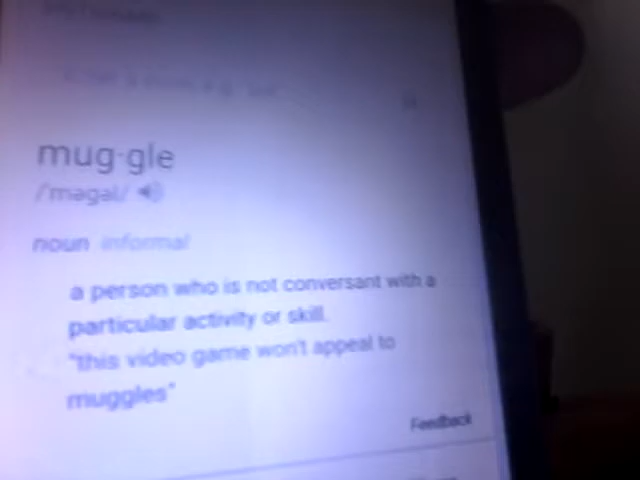 mug·gle
/ˈməɡəl/
noun informal
a person who is not conversant with a
particular activity or skill.
"this video game won't appeal to
muggles"
Feedback